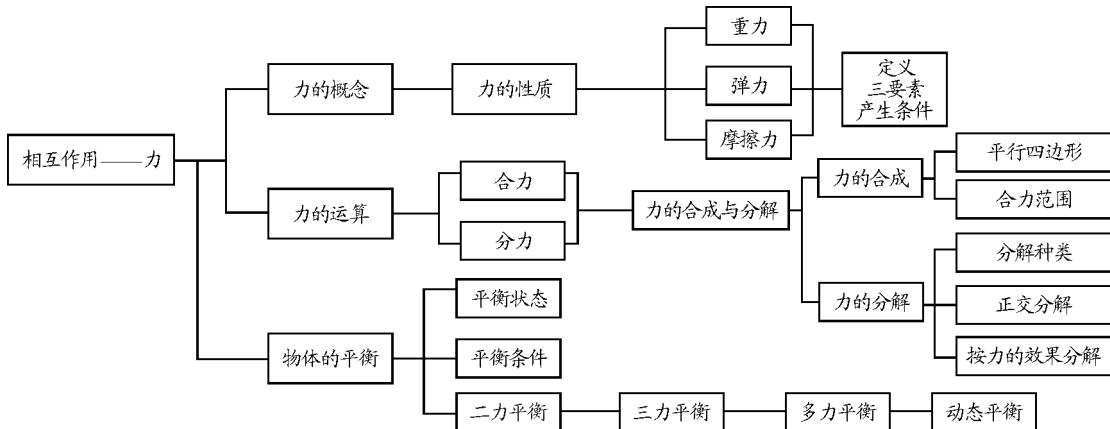 相互作用——力
力的概念
力的性质
重力
弹力
摩擦力
定义
三要素
产生条件
力的运算
合力
分力
力的合成与分解
力的合成
平行四边形
合力范围
力的分解
分解种类
正交分解
按力的效果分解
物体的平衡
平衡状态
平衡条件
二力平衡
三力平衡
多力平衡
动态平衡